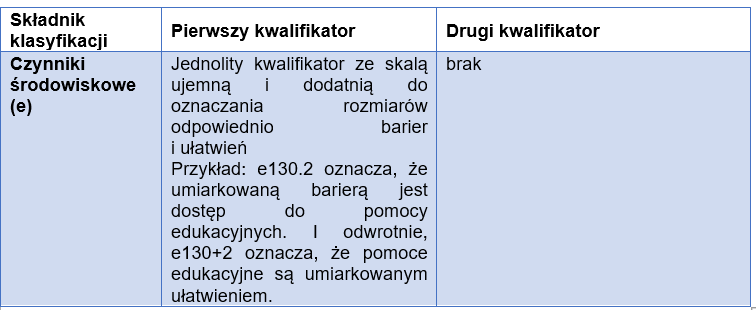 Składnik
klasyfikacji
Pierwszy kwalifikator
Drugi kwalifikator
Czynniki
środowiskowe
(e)
Jednolity kwalifikator ze skalą
ujemną i dodatnią do
oznaczania rozmiarów
odpowiednio barier
i ułatwień
Przykład: e130.2 oznacza, że
umiarkowaną barierą jest
dostęp do pomocy
edukacyjnych. I odwrotnie,
e130+2 oznacza, że pomoce
edukacyjne są umiarkowanym
ułatwieniem.
brak